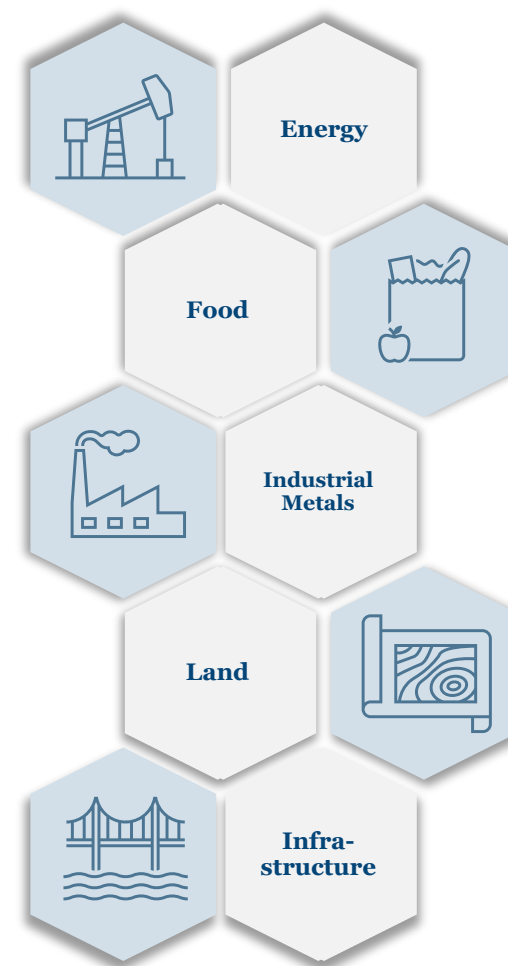 Energy
Food
Industrial
Metals
Land
Infra-
structure